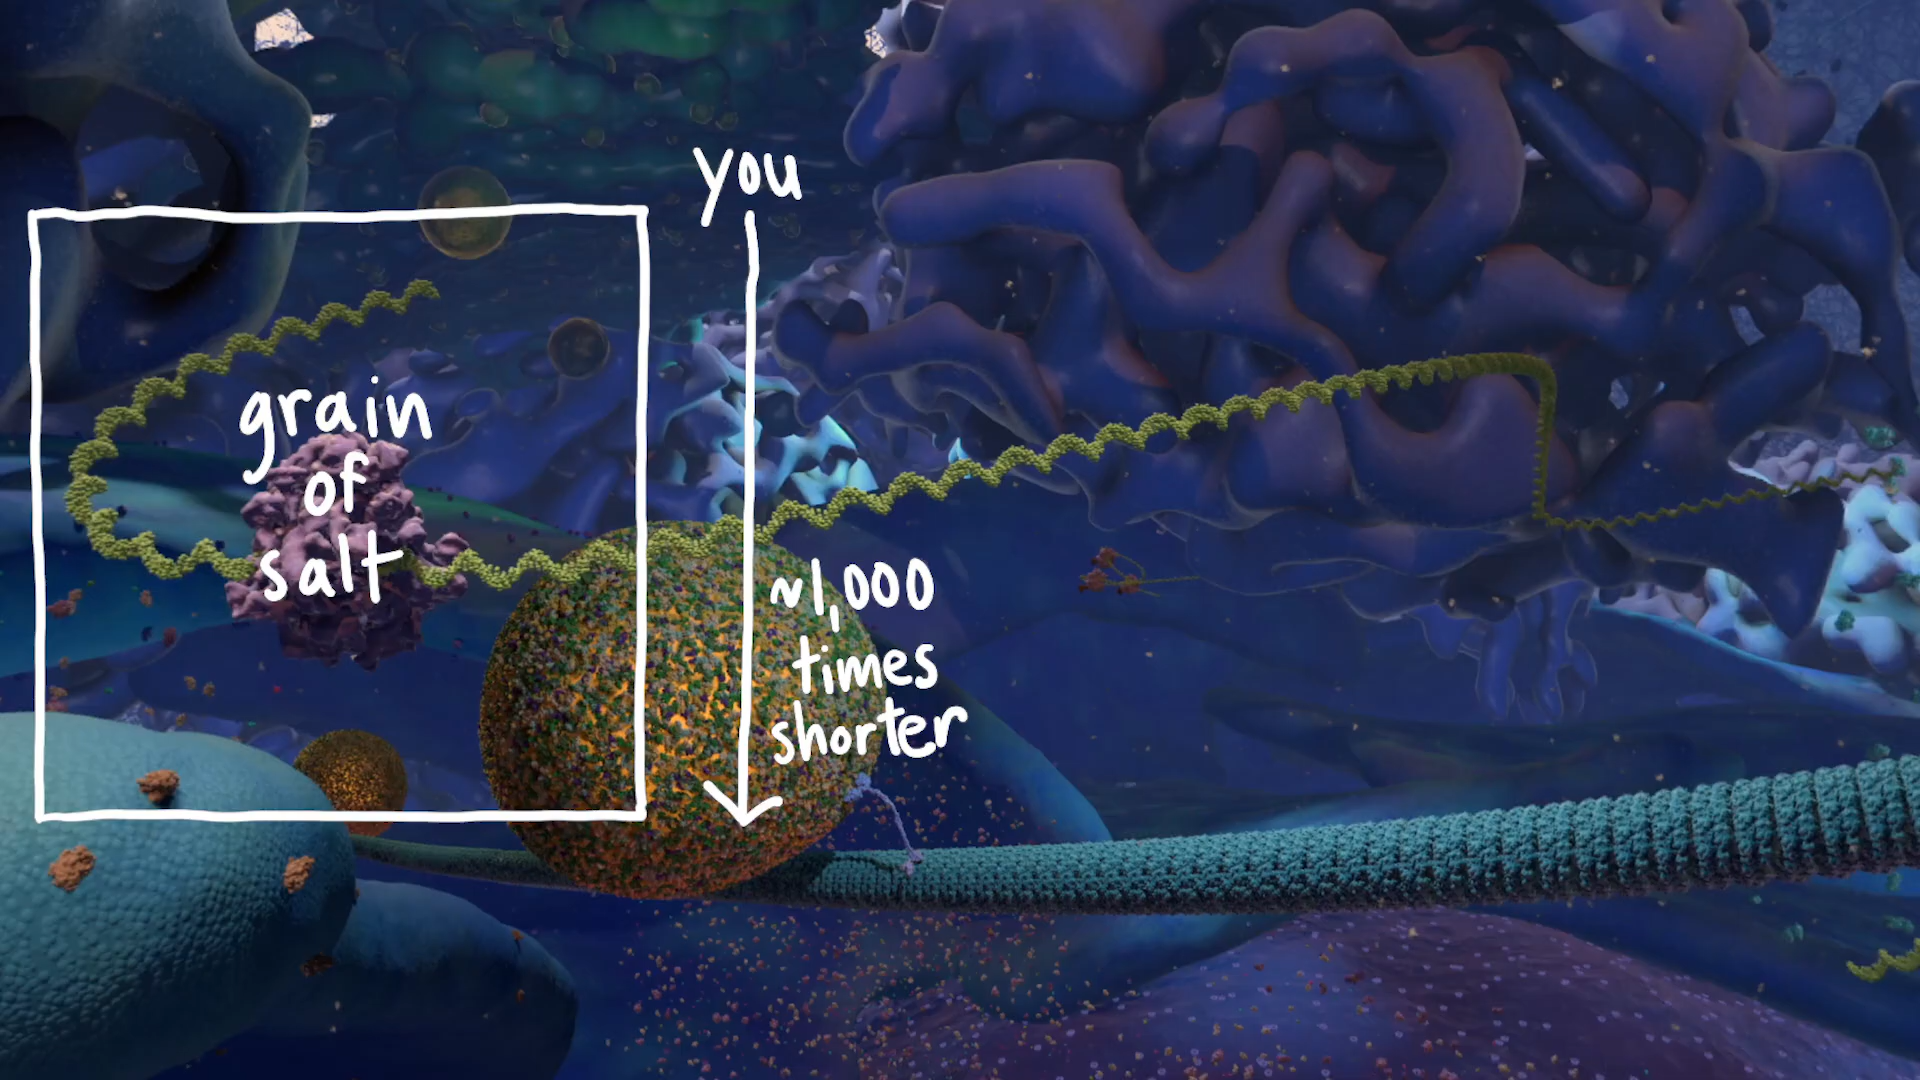 you
grain
of
salt
~1,000
times
shorter